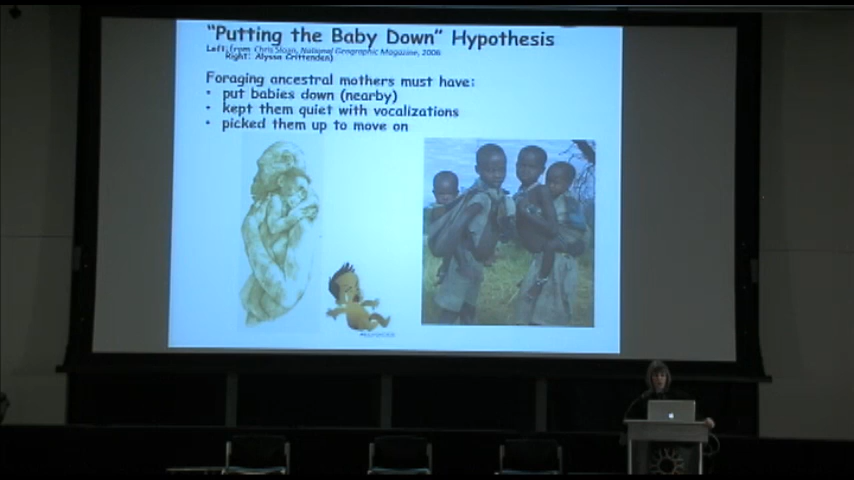 "Putting the Baby Down" Hypothesis
Left: (from Chris Sloan, National Geographic Magazine, 2006
Right: Alyssa Crittenden)
Foraging ancestral mothers must have:
• put babies down (nearby)
• kept them quiet with vocalizations
• picked them up to move on